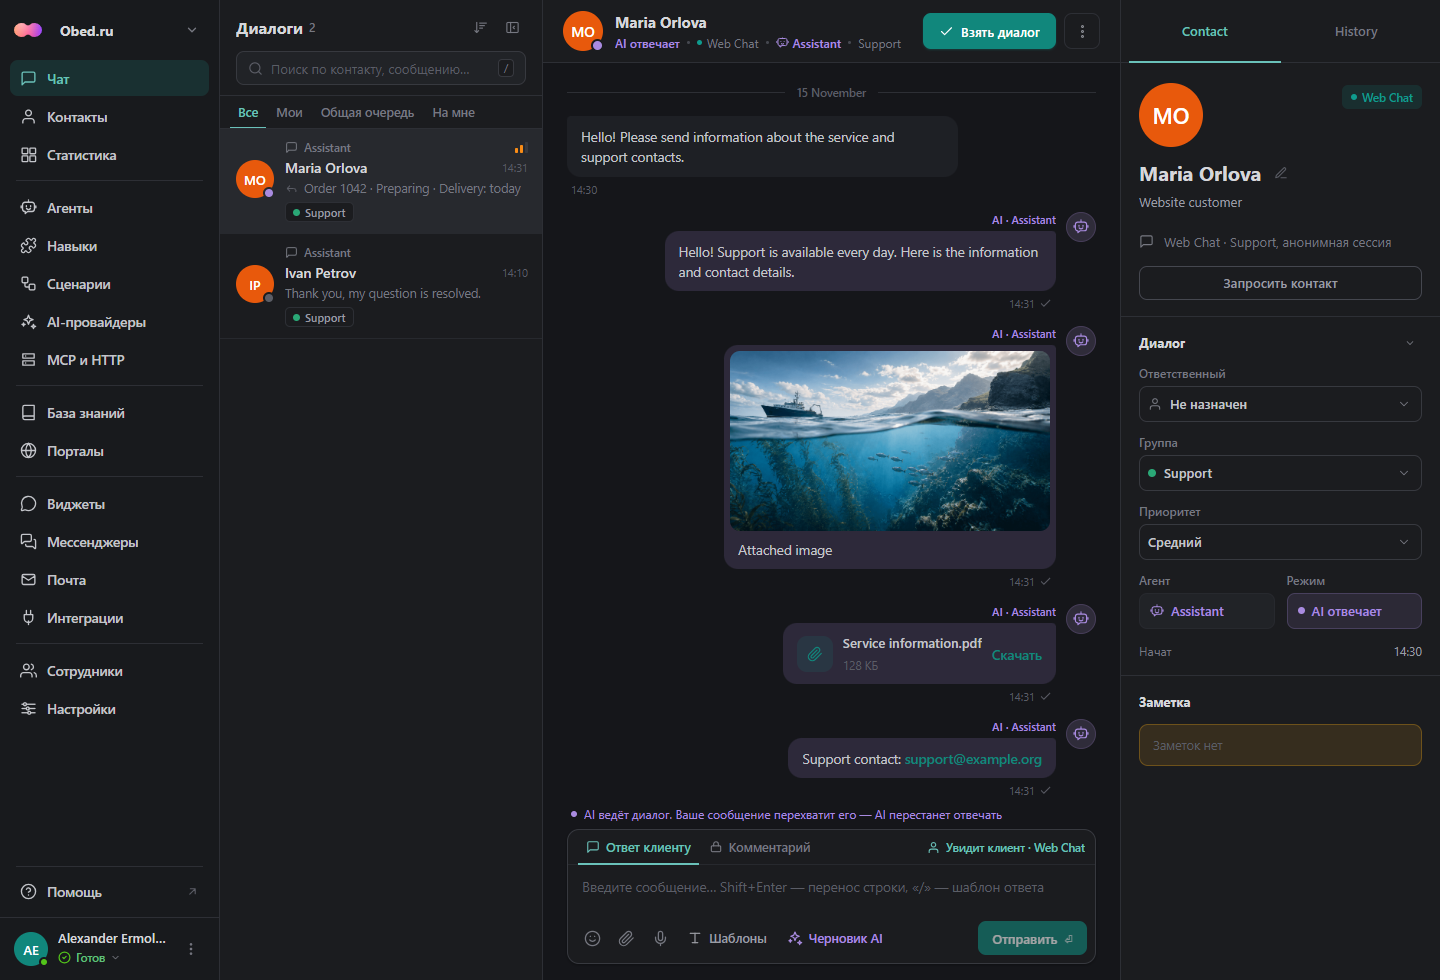 Obed.ru
Чат
Контакты
Статистика
Агенты
Навыки
Сценарии
AI-провайдеры
MCP и HTTP
База знаний
Порталы
Виджеты
Мессенджеры
Почта
Интеграции
Сотрудники
Настройки
Помощь
AE
Alexander Ermol...
Готов
Диалоги 2
Поиск по контакту, сообщению... /
Все Мои Общая очередь На мне
Assistant
MO
Maria Orlova 14:31
Order 1042 · Preparing · Delivery: today
Support
Assistant
IP
Ivan Petrov 14:10
Thank you, my question is resolved.
Support
MO
Maria Orlova
AI отвечает • Web Chat • Assistant • Support
Взять диалог
15 November
Hello! Please send information about the service and
support contacts.
14:30
AI · Assistant
Hello! Support is available every day. Here is the information
and contact details.
14:31
AI · Assistant
Attached image
14:31
AI · Assistant
Service information.pdf
128 КБ
Скачать
14:31
AI · Assistant
Support contact: support@example.org
14:31
AI ведёт диалог. Ваше сообщение перехватит его — AI перестанет отвечать
Ответ клиенту Комментарий Увидит клиент · Web Chat
Введите сообщение... Shift+Enter — перенос строки, «/» — шаблон ответа
Шаблоны Черновик AI Отправить
Contact History
MO
Web Chat
Maria Orlova
Website customer
Web Chat · Support, анонимная сессия
Запросить контакт
Диалог
Ответственный
Не назначен
Группа
Support
Приоритет
Средний
Агент Режим
Assistant AI отвечает
Начат 14:30
Заметка
Заметок нет